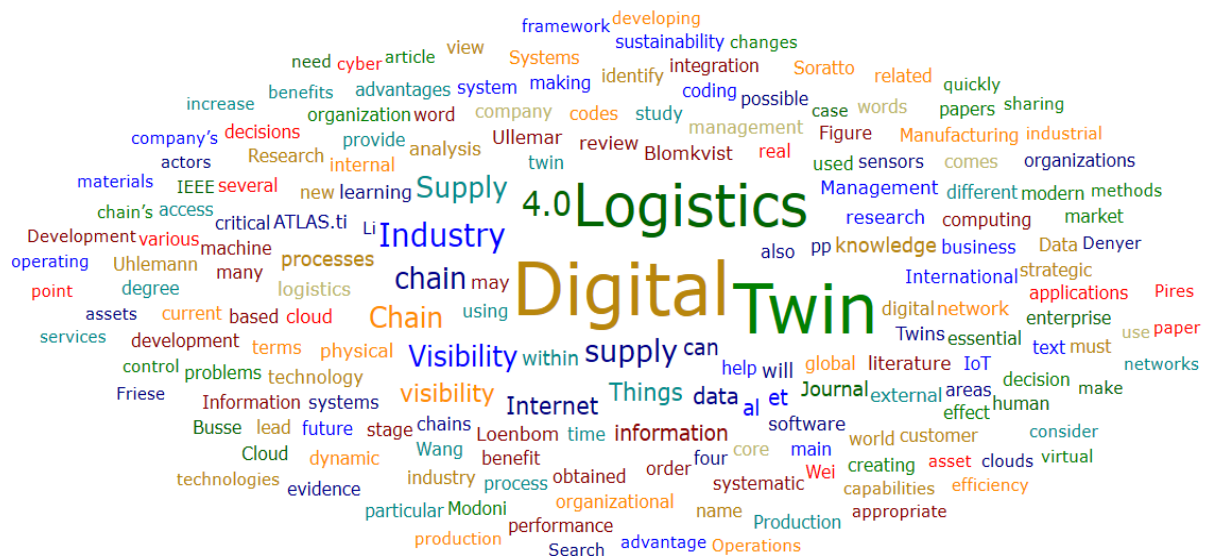 framework developing
sustainability changes
need cyber article view Systems identify integration Soratto related
increase benefits advantages system making coding possible quickly
organization word company codes study management case words papers sharing
company's decisions provide analysis Ullemar review Blomkvist real Figure Manufacturing industrial
actors Research internal twin used sensors comes organizations
materials IEEE several new learning Supply 4.0 Logistics Management different modern methods
chain's access critical ATLAS.ti Li Industry research computing market
Development various machine also pp knowledge business Data Denyer
operating Uhlemann many processes chain may Digital Twin International strategic
point degree logistics applications Pires
assets current based cloud Chain using digital network enterprise use paper
services development terms physical Visibility within supply can Twins essential text must
control problems technology help will global literature IoT networks
Friese Information systems visibility Internet Things data al et Journal external areas decision make
Busse lead future stage chains Loenbom time information software effect human
Cloud dynamic Wang benefit four core main world customer consider
technologies evidence industry process obtained order systematic Wei creating asset clouds virtual
particular Modoni organizational name capabilities efficiency
production performance Production appropriate
Search advantage Operations